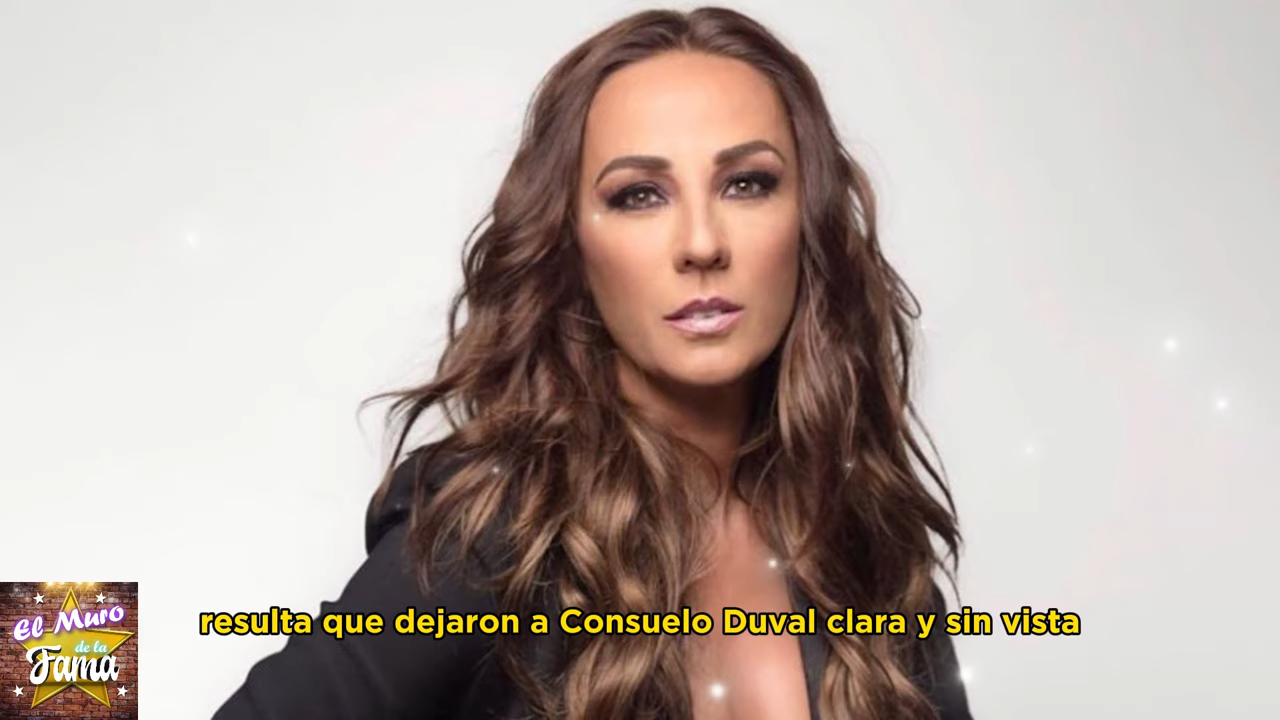 resulta que dejaron a Consuelo Duval clara y sin vista
El Muro
de la
Fama